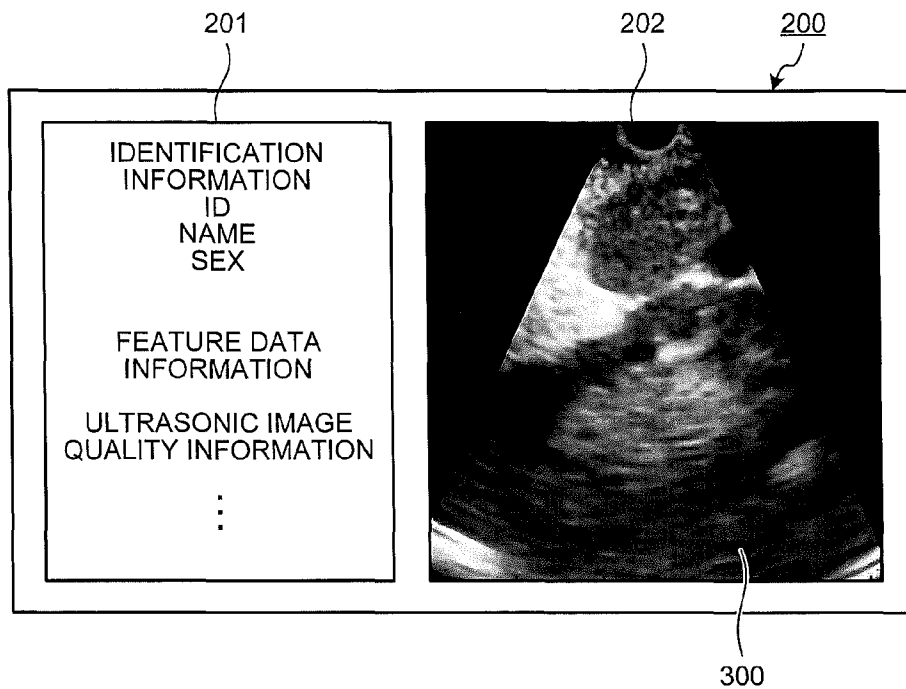 201
202
200
IDENTIFICATION
INFORMATION
ID
NAME
SEX
FEATURE DATA
INFORMATION
ULTRASONIC IMAGE
QUALITY INFORMATION
⋮
300